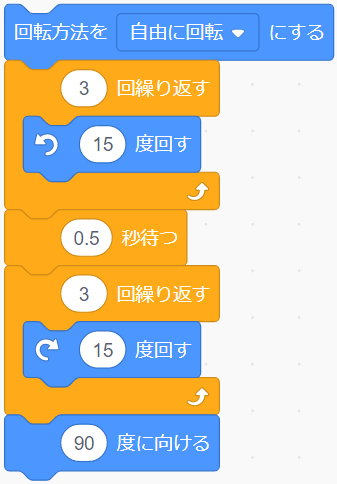 回転方法を 自由に回転 にする
3 回繰り返す
15 度回す
0.5 秒待つ
3 回繰り返す
15 度回す
90 度に向ける